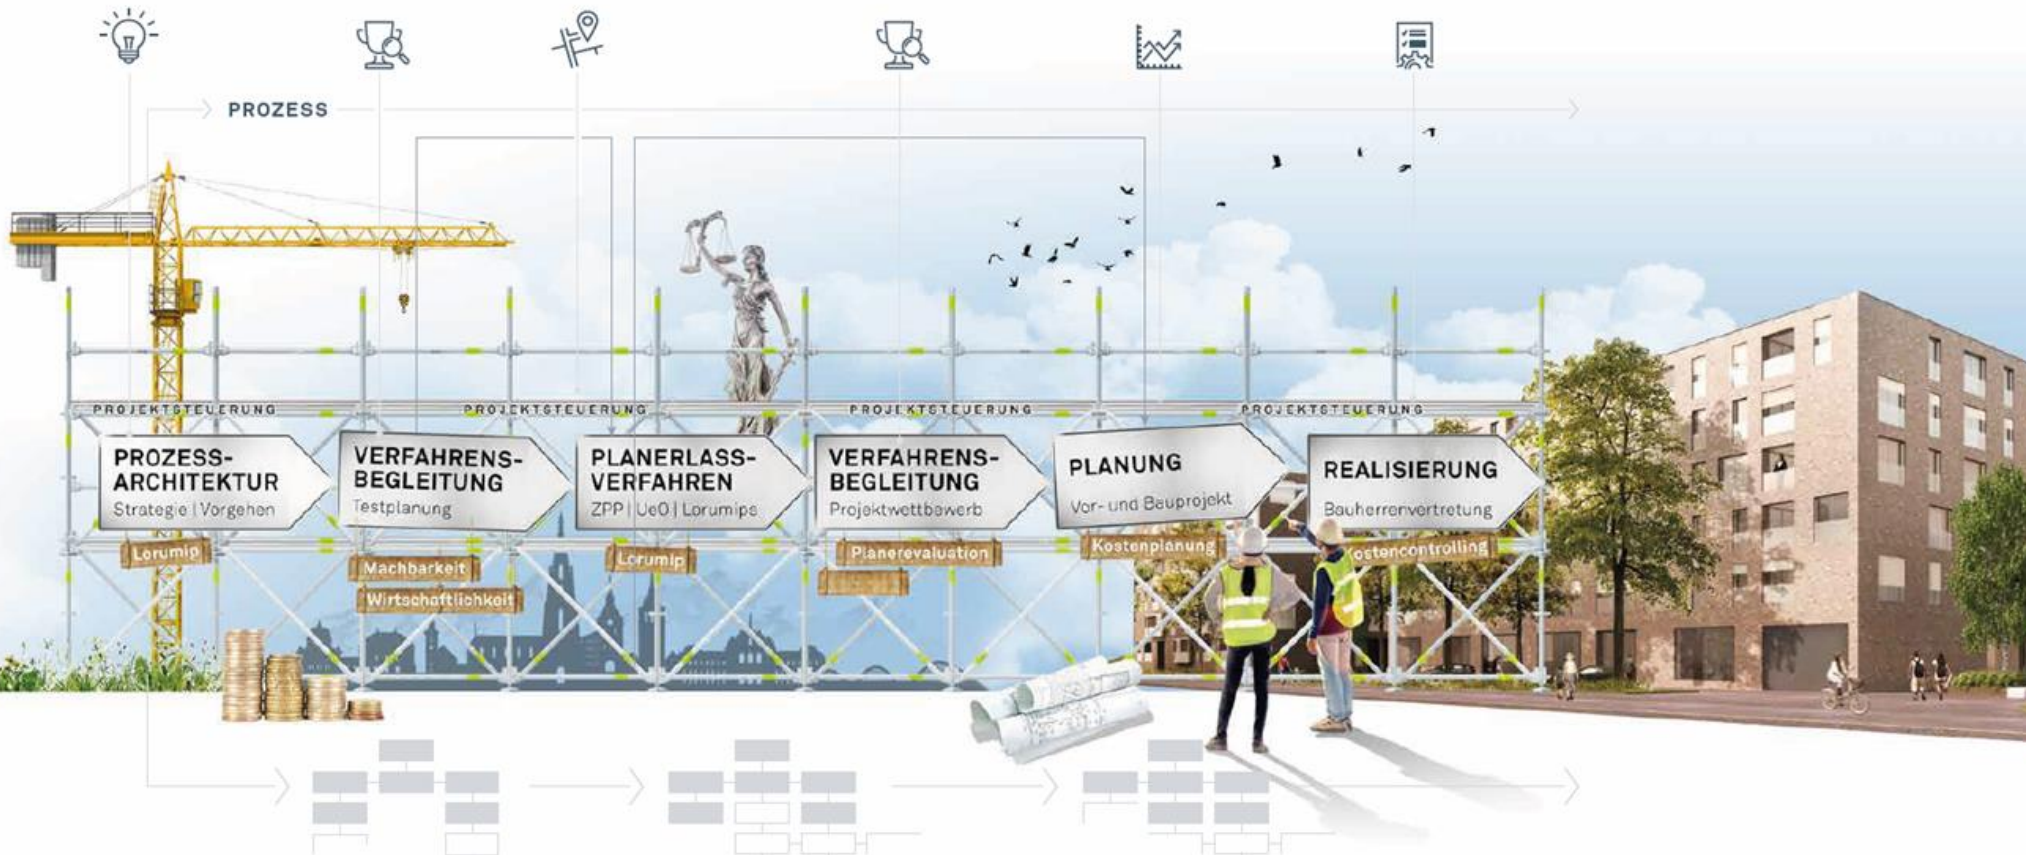 PROZESS
PROJEKTSTEUERUNG
PROJEKTSTEUERUNG
PROJEKTSTEUERUNG
PROJEKTSTEUERUNG
PROZESS-
ARCHITEKTUR
Strategie | Vorgehen
Lorumip
VERFAHRENS-
BEGLEITUNG
Testplanung
Machbarkeit
Wirtschaftlichkeit
PLANERLASS-
VERFAHREN
ZPP | UeO | Lorumips
Lorumip
VERFAHRENS-
BEGLEITUNG
Projektwettbewerb
Planerevaluation
PLANUNG
Vor- und Bauprojekt
Kostenplanung
REALISIERUNG
Bauherrenvertretung
ostencontrolling